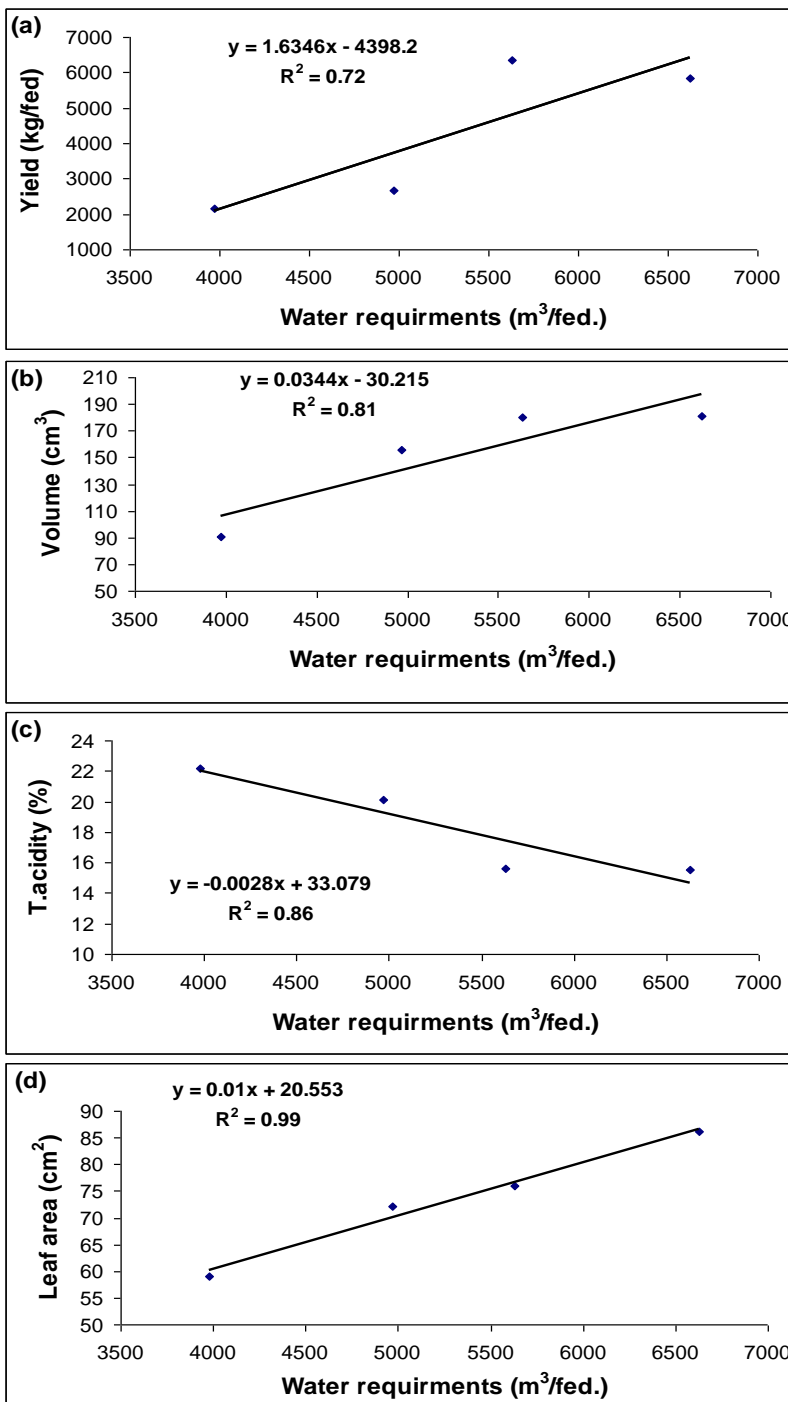 (a)
y = 1.6346x - 4398.2
R² = 0.72
7000
6000
5000
4000
3000
2000
1000
Yield (kg/fed)
3500 4000 4500 5000 5500 6000 6500 7000
Water requirments (m³/fed.)
(b)
y = 0.0344x - 30.215
R² = 0.81
210
190
170
150
130
110
90
70
50
Volume (cm³)
3500 4000 4500 5000 5500 6000 6500 7000
Water requirments (m³/fed.)
(c)
24
22
20
18
16
14
12
10
T.acidity (%)
y = -0.0028x + 33.079
R² = 0.86
3500 4000 4500 5000 5500 6000 6500 7000
Water requirments (m³/fed.)
(d)
y = 0.01x + 20.553
R² = 0.99
90
85
80
75
70
65
60
55
50
Leaf area (cm²)
3500 4000 4500 5000 5500 6000 6500 7000
Water requirments (m³/fed.)